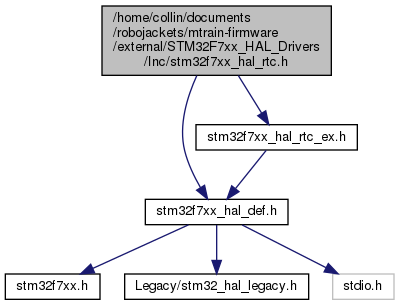 /home/collin/documents
/robojackets/mtrain-firmware
/external/STM32F7xx_HAL_Drivers
/Inc/stm32f7xx_hal_rtc.h
stm32f7xx_hal_rtc_ex.h
stm32f7xx_hal_def.h
stm32f7xx.h
Legacy/stm32_hal_legacy.h
stdio.h